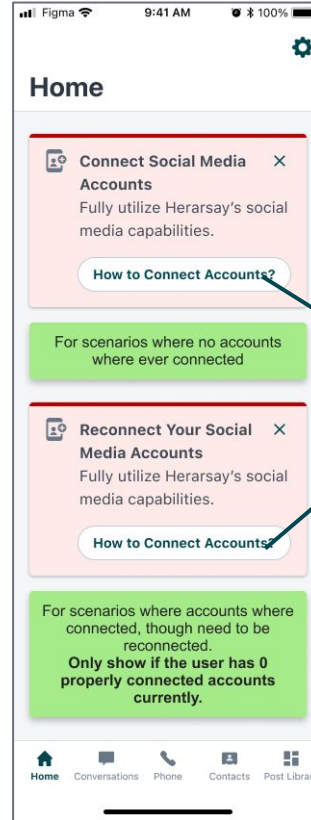 Figma 9:41 AM 100%
Home
Connect Social Media
Accounts
Fully utilize Herarsay's social
media capabilities.
How to Connect Accounts?
For scenarios where no accounts
where ever connected
Reconnect Your Social
Media Accounts
Fully utilize Herarsay's social
media capabilities.
How to Connect Accounts?
For scenarios where accounts where
connected, though need to be
reconnected.
Only show if the user has 0
properly connected accounts
currently.
Home Conversations Phone Contacts Post Librar